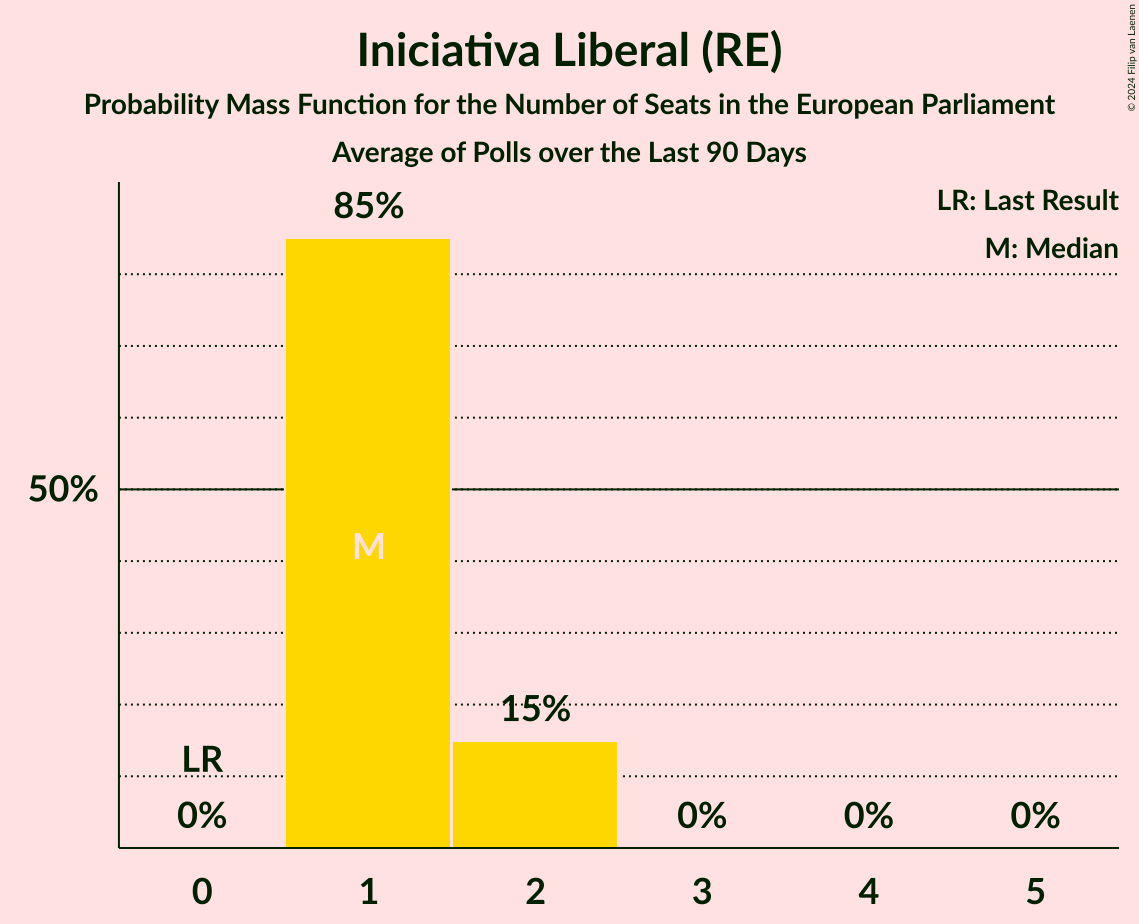 Iniciativa Liberal (RE)
Probability Mass Function for the Number of Seats in the European Parliament
Average of Polls over the Last 90 Days
© 2024 Filip van Laenen
LR: Last Result
M: Median
85%
50%
M
15%
LR
0%
0%
0%
0%
0
1
2
3
4
5